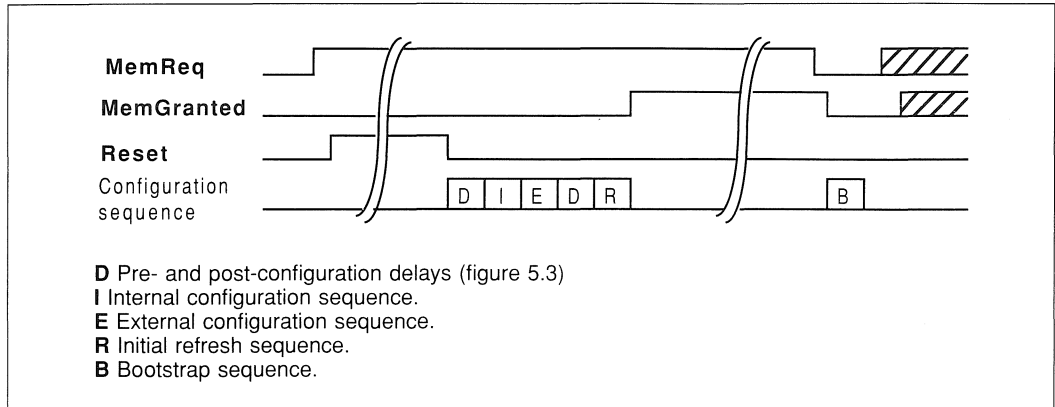 MemReq
MemGranted
Reset
Configuration
sequence
D I E D R B
D Pre- and post-configuration delays (figure 5.3)
I Internal configuration sequence.
E External configuration sequence.
R Initial refresh sequence.
B Bootstrap sequence.